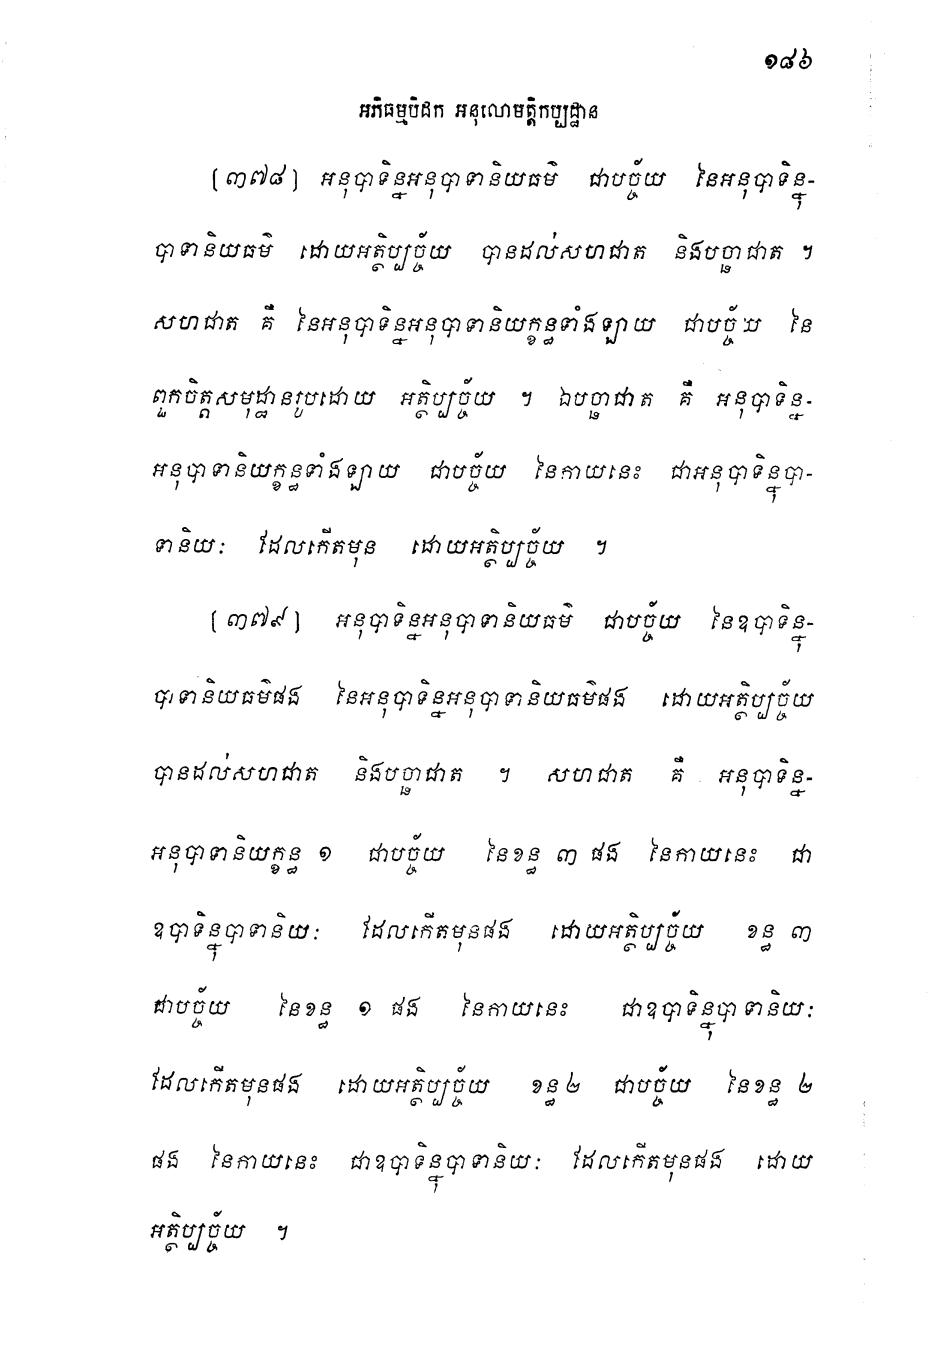 ១៨៦
អភិធម្មបិដក អនុលោមត្តិកប្បដ្ឋាន
[៣៧៨] អនុបាទិន្នអនុបាទានិយធម៌ ជាបច្ច័យ នៃអនុបាទិន្នុ-
បាទានិយធម៌ ដោយអត្ថិប្បច្ច័យ បានដល់សហជាត និងបច្ឆាជាត ។
សហជាត គឺ នៃអនុបាទិន្នអនុបាទានិយក្ខន្ធទាំងឡាយ ជាបច្ច័យ នៃ
ពួកចិត្តសមុដ្ឋានរូបដោយ អត្ថិប្បច្ច័យ ។ ឯបច្ឆាជាត គឺ អនុបាទិន្ន-
អនុបាទានិយក្ខន្ធទាំងឡាយ ជាបច្ច័យ នៃកាយនេះ ជាអនុបាទិន្នុបា-
ទានិយៈ ដែលកើតមុន ដោយអត្ថិប្បច្ច័យ ។
[៣៧៩] អនុបាទិន្នអនុបាទានិយធម៌ ជាបច្ច័យ នៃឧបាទិន្នុ-
បាទានិយធម៌ផង នៃអនុបាទិន្នអនុបាទានិយធម៌ផង ដោយអត្ថិប្បច្ច័យ
បានដល់សហជាត និងបច្ឆាជាត ។ សហជាត គឺ អនុបាទិន្ន-
អនុបាទានិយក្ខន្ធ ១ ជាបច្ច័យ នៃខន្ធ ៣ ផង នៃកាយនេះ ជា
ឧបាទិន្នុបាទានិយៈ ដែលកើតមុនផង ដោយអត្ថិប្បច្ច័យ ខន្ធ ៣
ជាបច្ច័យ នៃខន្ធ ១ ផង នៃកាយនេះ ជាឧបាទិន្នុបាទានិយៈ
ដែលកើតមុនផង ដោយអត្ថិប្បច្ច័យ ខន្ធ ២ ជាបច្ច័យ នៃខន្ធ ២
ផង នៃកាយនេះ ជាឧបាទិន្នុបាទានិយៈ ដែលកើតមុនផង ដោយ
អត្ថិប្បច្ច័យ ។